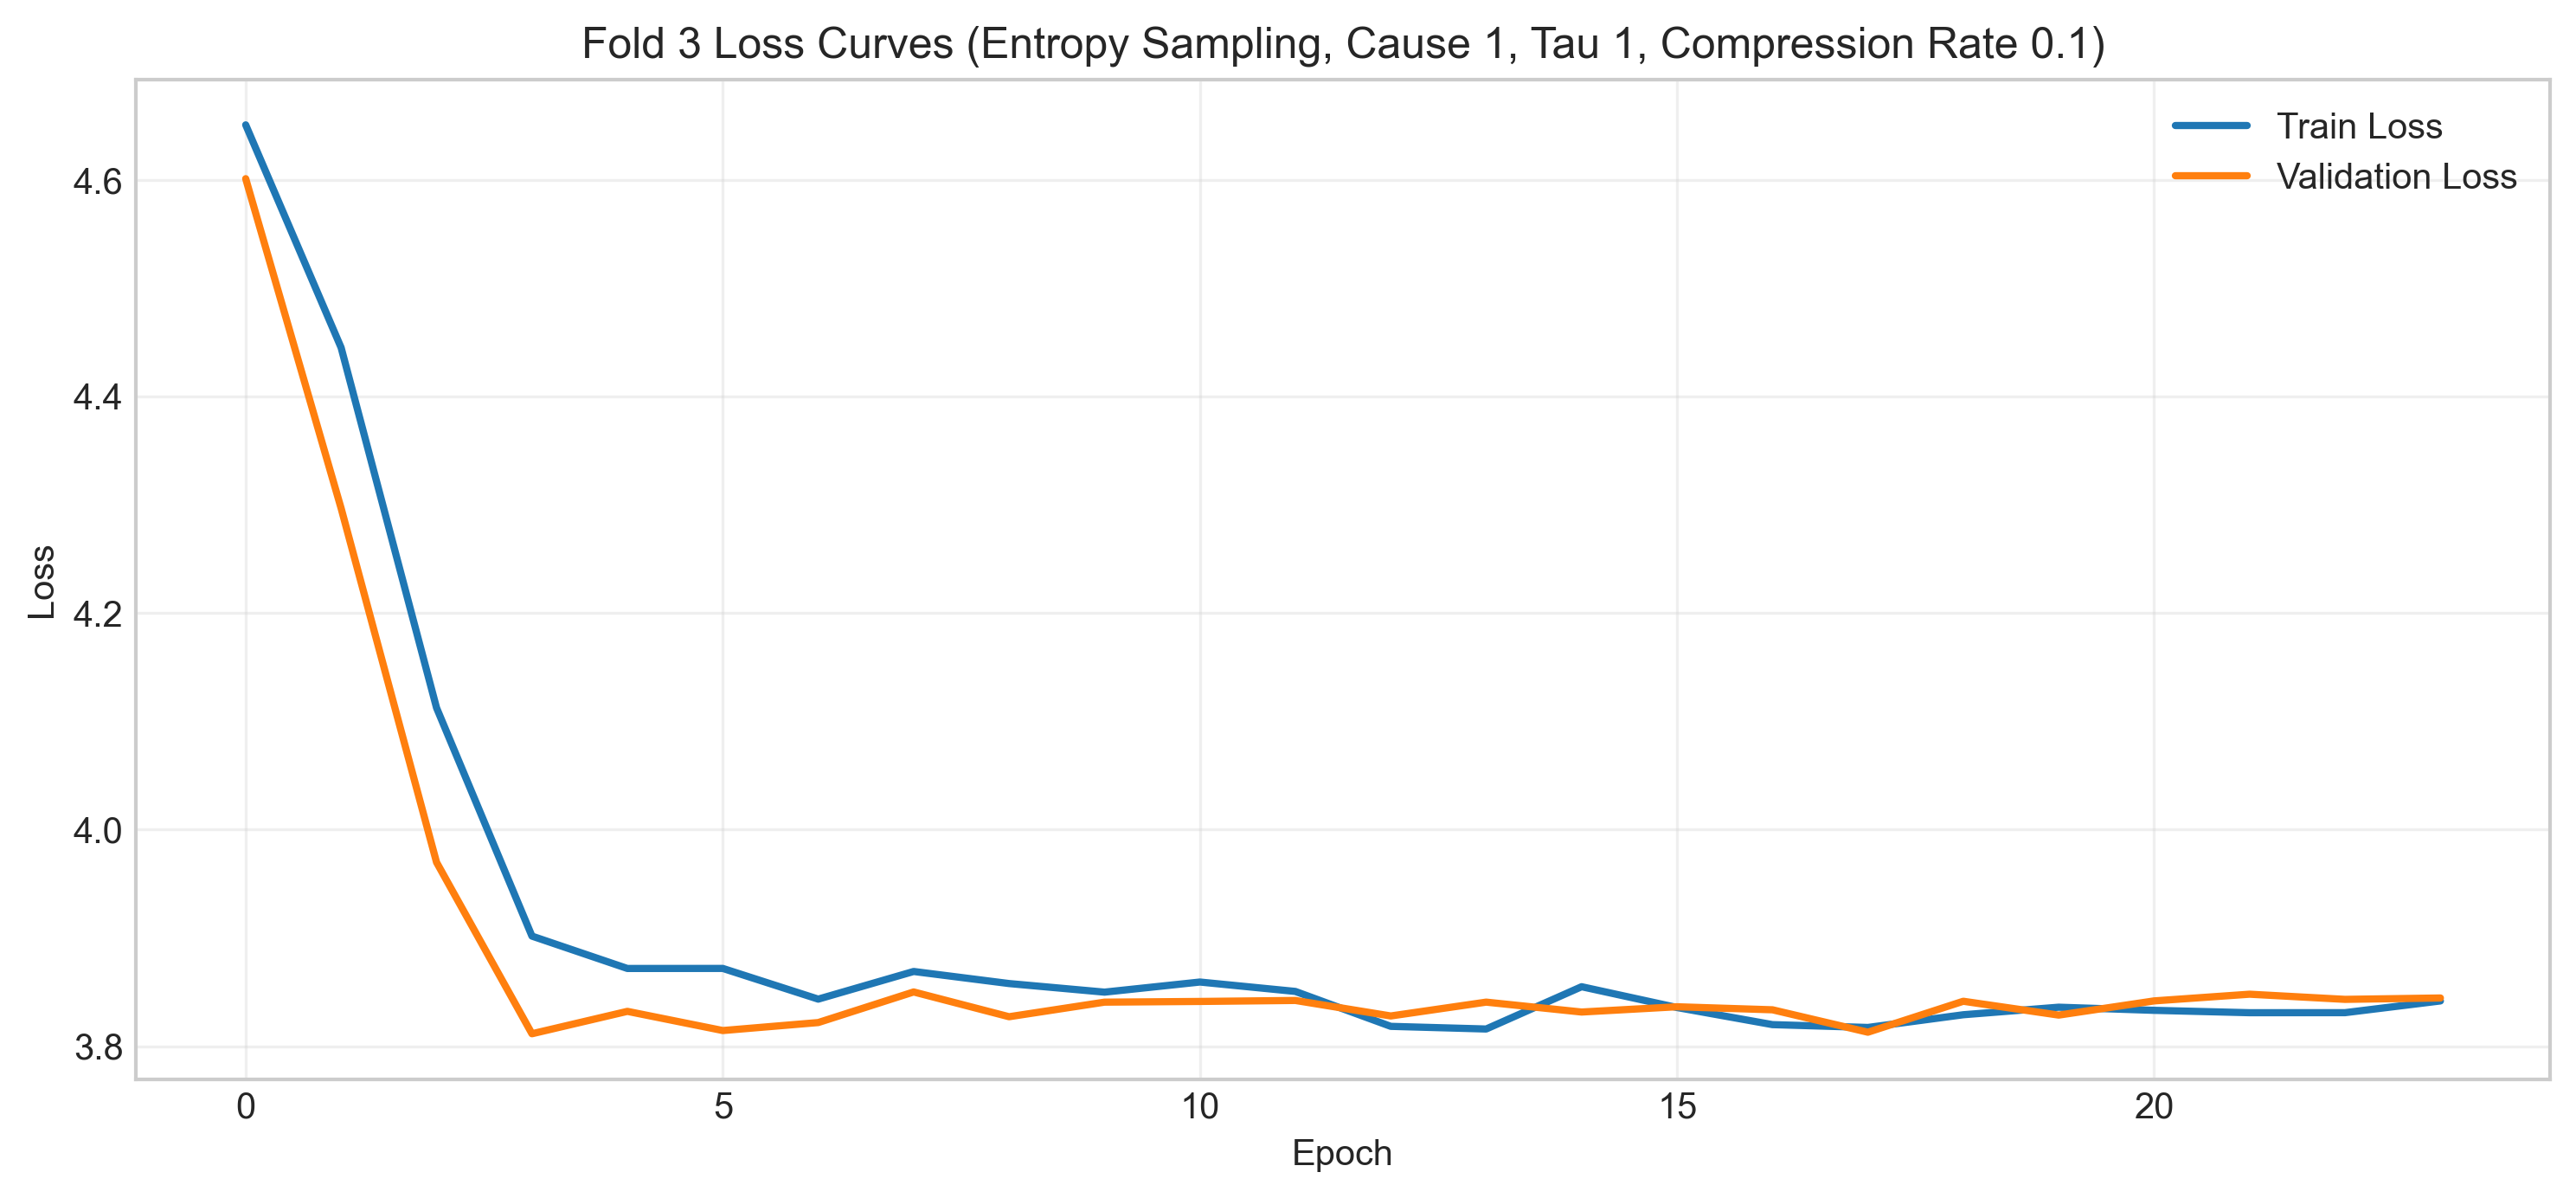 Fold 3 Loss Curves (Entropy Sampling, Cause 1, Tau 1, Compression Rate 0.1)
Train Loss
Validation Loss
4.6
4.4
4.2
4.0
3.8
Loss
0 5 10 15 20
Epoch